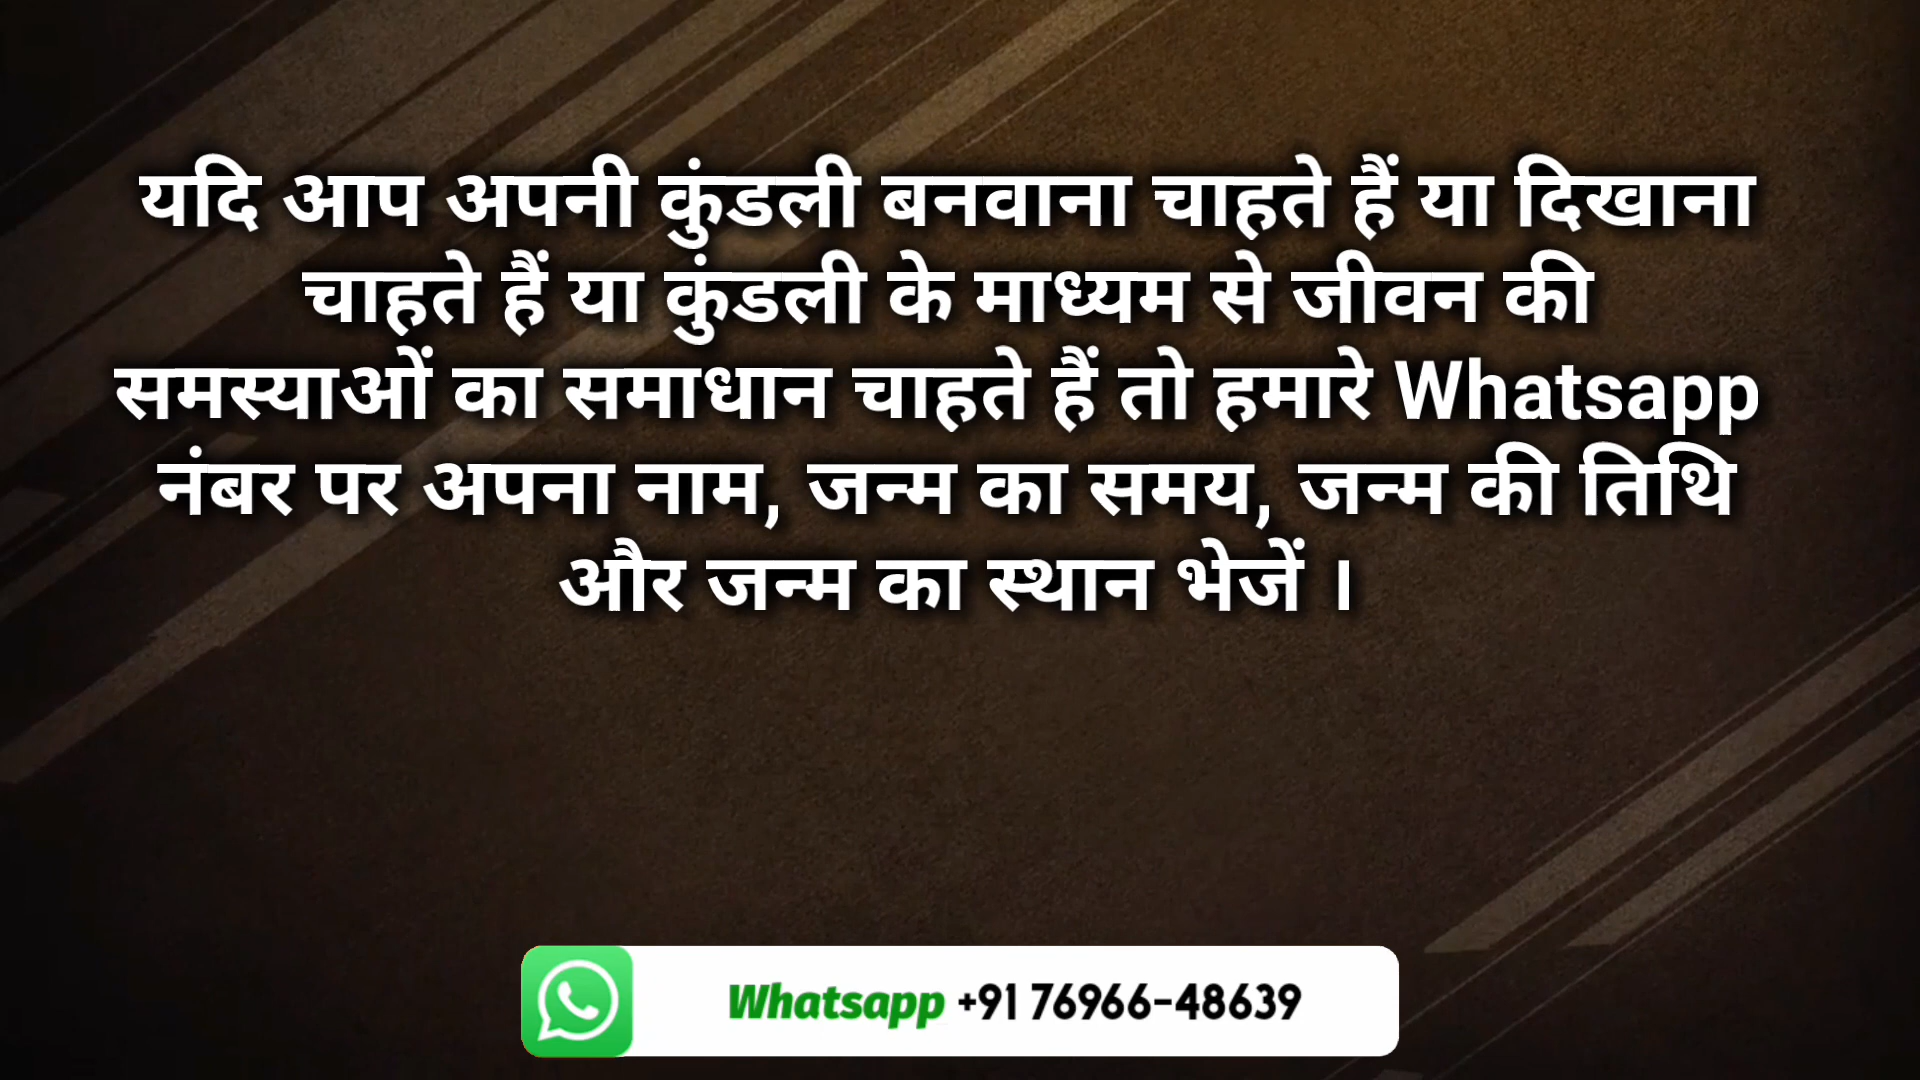 यदि आप अपनी कुंडली बनवाना चाहते हैं या दिखाना
चाहते हैं या कुंडली के माध्यम से जीवन की
समस्याओं का समाधान चाहते हैं तो हमारे Whatsapp
नंबर पर अपना नाम, जन्म का समय, जन्म की तिथि
और जन्म का स्थान भेजें ।
Whatsapp +91 76966-48639